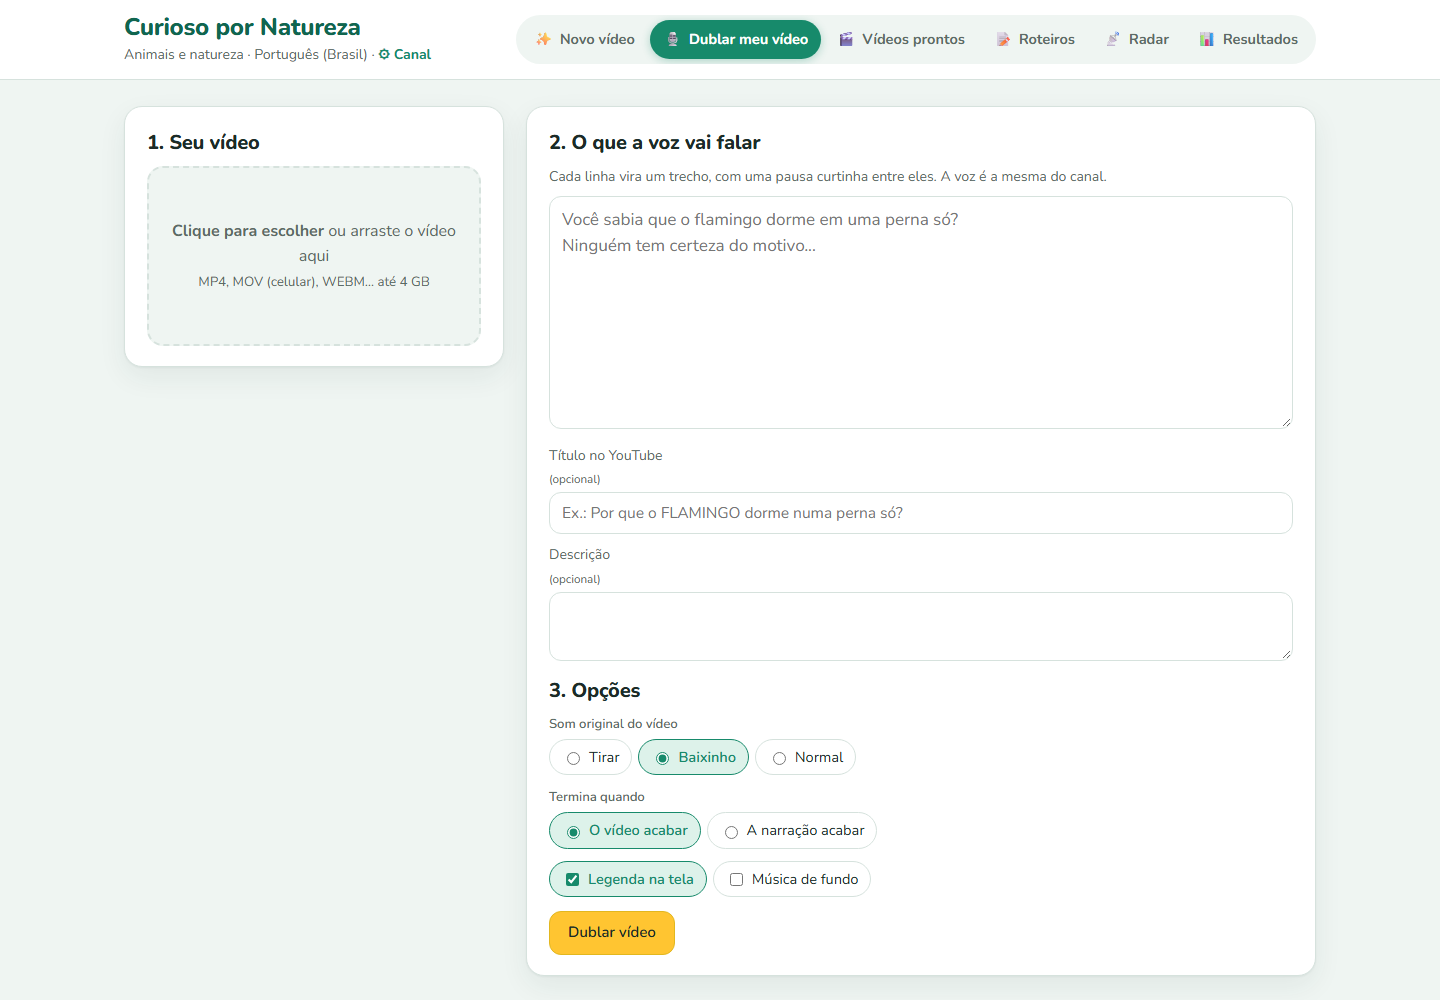 Curioso por Natureza
Animais e natureza · Português (Brasil) · ⚙ Canal
✨ Novo vídeo
🎙 Dublar meu vídeo
🎬 Vídeos prontos
📝 Roteiros
📡 Radar
📊 Resultados
1. Seu vídeo
Clique para escolher ou arraste o vídeo
aqui
MP4, MOV (celular), WEBM... até 4 GB
2. O que a voz vai falar
Cada linha vira um trecho, com uma pausa curtinha entre eles. A voz é a mesma do canal.
Você sabia que o flamingo dorme em uma perna só?
Ninguém tem certeza do motivo...
Título no YouTube
(opcional)
Ex.: Por que o FLAMINGO dorme numa perna só?
Descrição
(opcional)
3. Opções
Som original do vídeo
Tirar
Baixinho
Normal
Termina quando
O vídeo acabar
A narração acabar
Legenda na tela
Música de fundo
Dublar vídeo